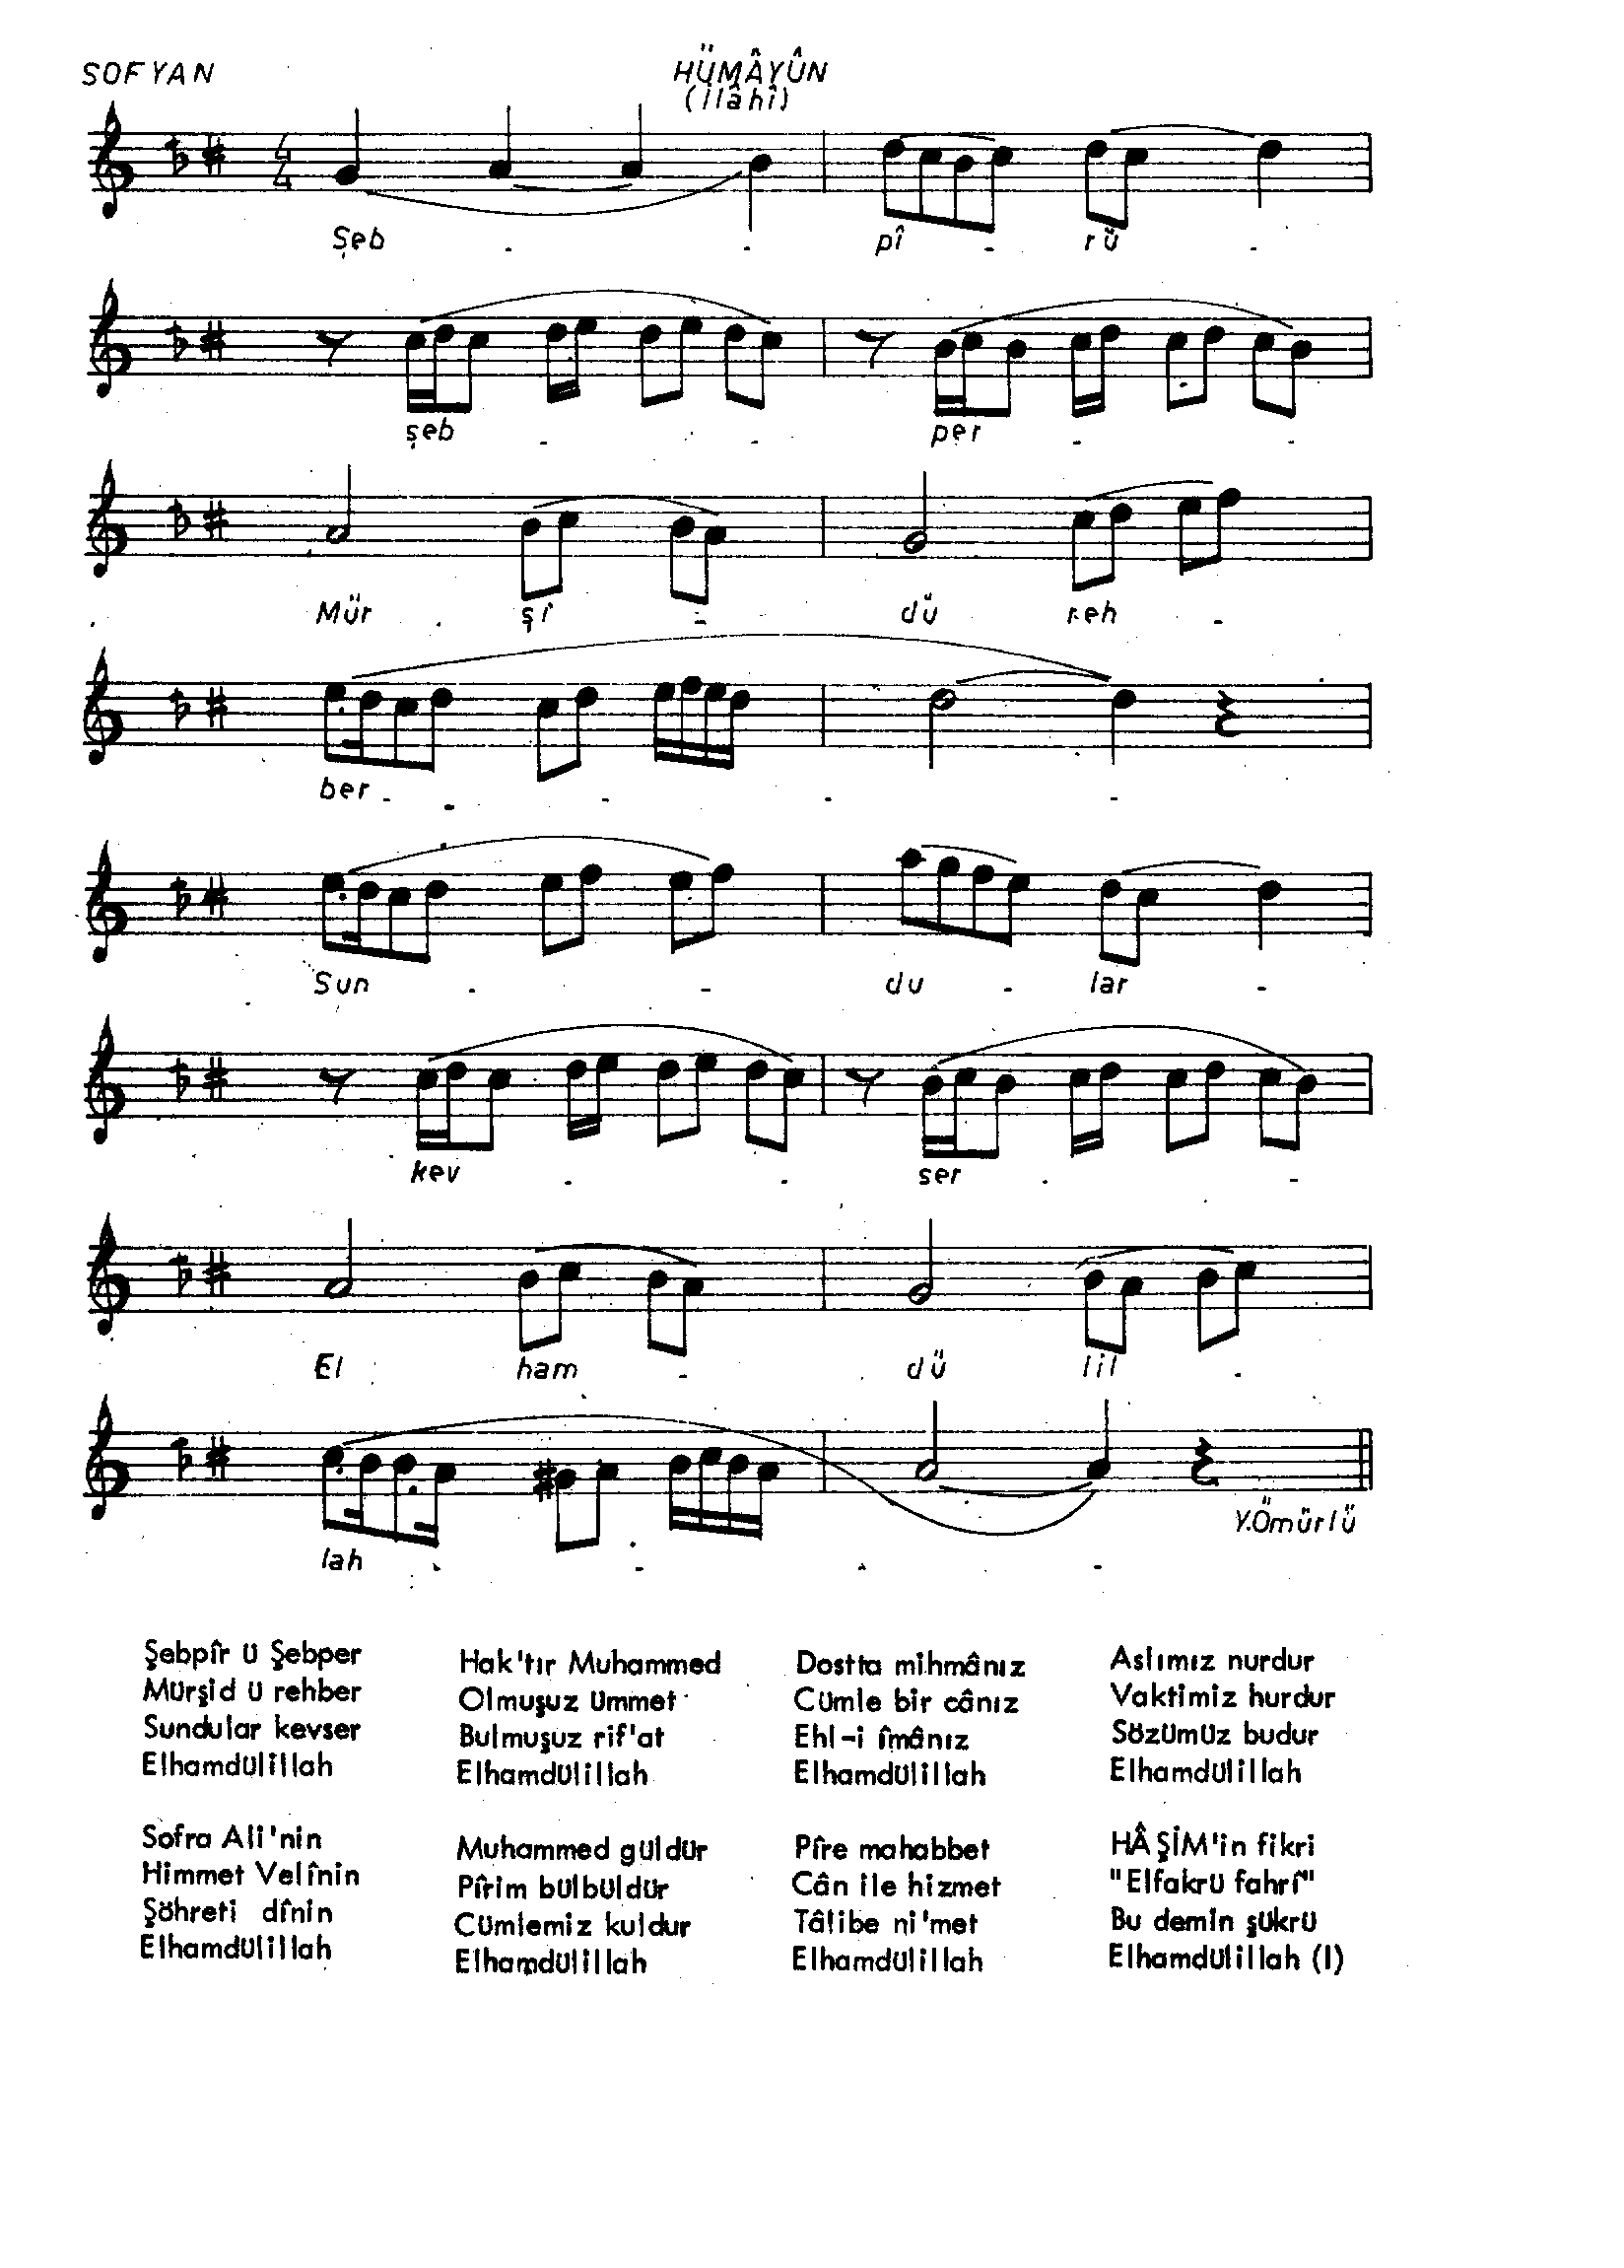 SOFYAN
HÜMÂYÛN
(İlâhî)
4
4
Şeb - - pî - rü -
şeb - - per - -
Mür - şi - dü reh -
ber - - - - -
Sun - - du - lar -
kev - - ser - -
El ham - dü lil -
lah - - - -
Y.Ömürlü
Şebpîr ü Şebper
Mürşid ü rehber
Sundular kevser
Elhamdülillah
Hak'tır Muhammed
Olmuşuz ümmet
Bulmuşuz rif'at
Elhamdülillah
Dostta mihmânız
Cümle bir cânız
Ehl-i îmânız
Elhamdülillah
Aslımız nurdur
Vaktimiz hurdur
Sözümüz budur
Elhamdülillah
Sofra Ali'nin
Himmet Velînin
Şöhreti dînin
Elhamdülillah
Muhammed güldür
Pîrim bülbüldür
Cümlemiz kuldur
Elhamdülillah
Pîre mahabbet
Cân ile hizmet
Tâlibe ni'met
Elhamdülillah
HÂŞİM'in fikri
"Elfakrü fahrî"
Bu demin şükrü
Elhamdülillah (1)